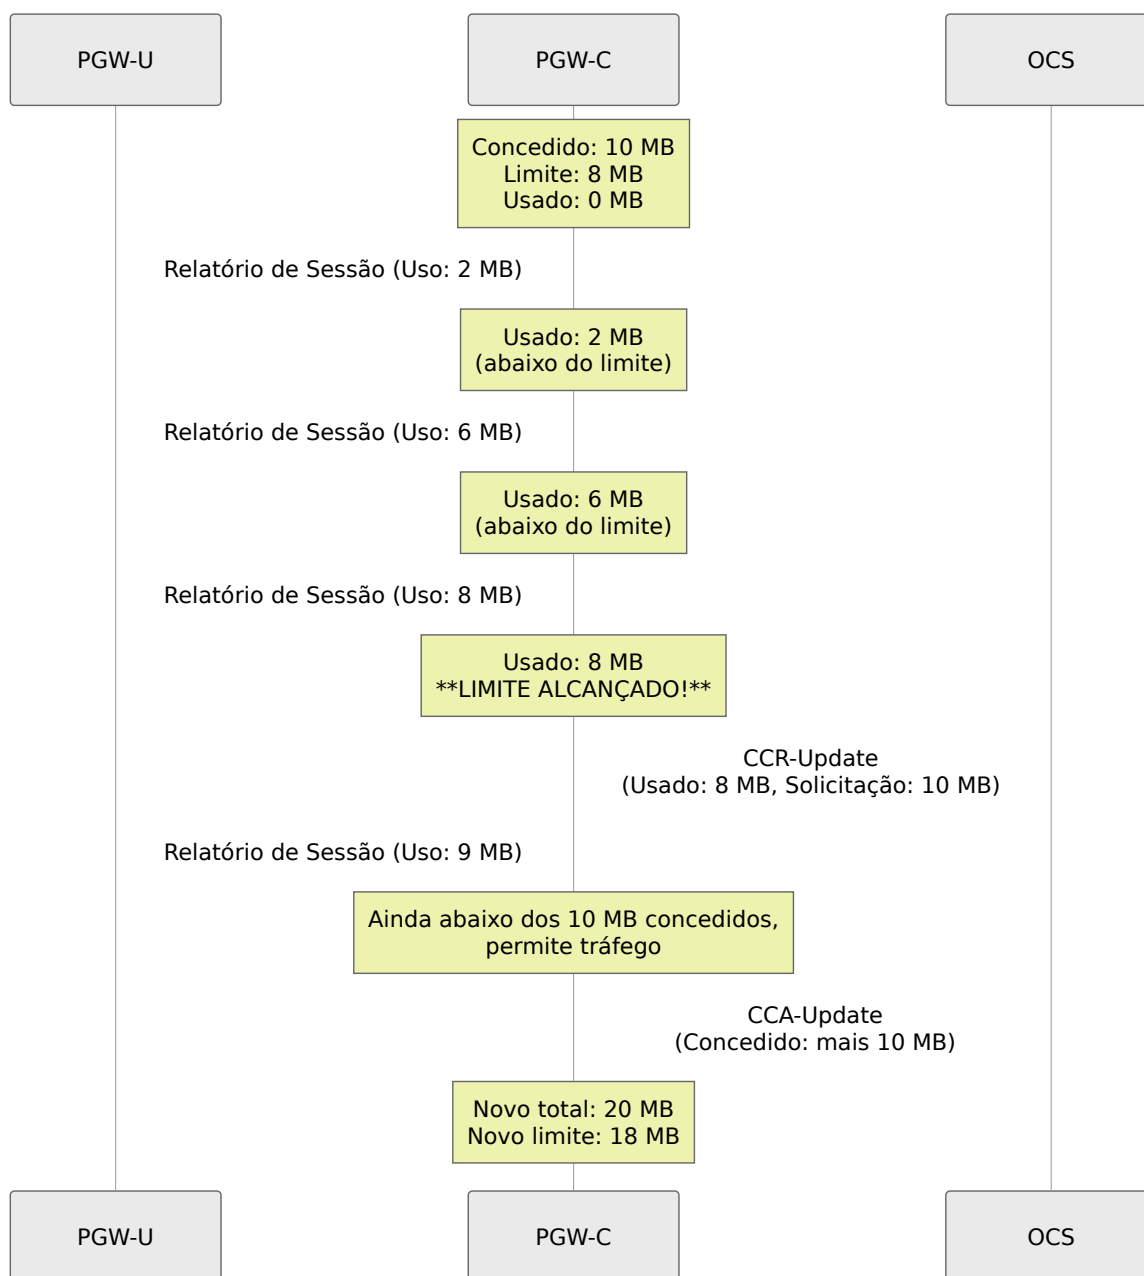 PGW-U
PGW-C
OCS
Concedido: 10 MB
Limite: 8 MB
Usado: 0 MB
Relatório de Sessão (Uso: 2 MB)
Usado: 2 MB
(abaixo do limite)
Relatório de Sessão (Uso: 6 MB)
Usado: 6 MB
(abaixo do limite)
Relatório de Sessão (Uso: 8 MB)
Usado: 8 MB
**LIMITE ALCANÇADO!**
CCR-Update
(Usado: 8 MB, Solicitação: 10 MB)
Relatório de Sessão (Uso: 9 MB)
Ainda abaixo dos 10 MB concedidos,
permite tráfego
CCA-Update
(Concedido: mais 10 MB)
Novo total: 20 MB
Novo limite: 18 MB
PGW-U
PGW-C
OCS